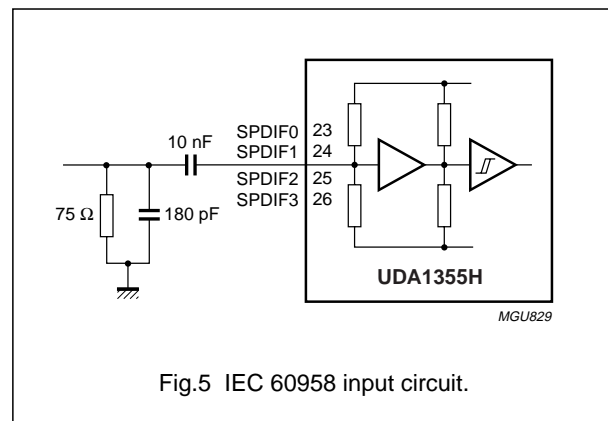 SPDIF0 23
10 nF
SPDIF1 24
SPDIF2 25
SPDIF3 26
75 Ω
180 pF
UDA1355H
MGU829
Fig.5 IEC 60958 input circuit.